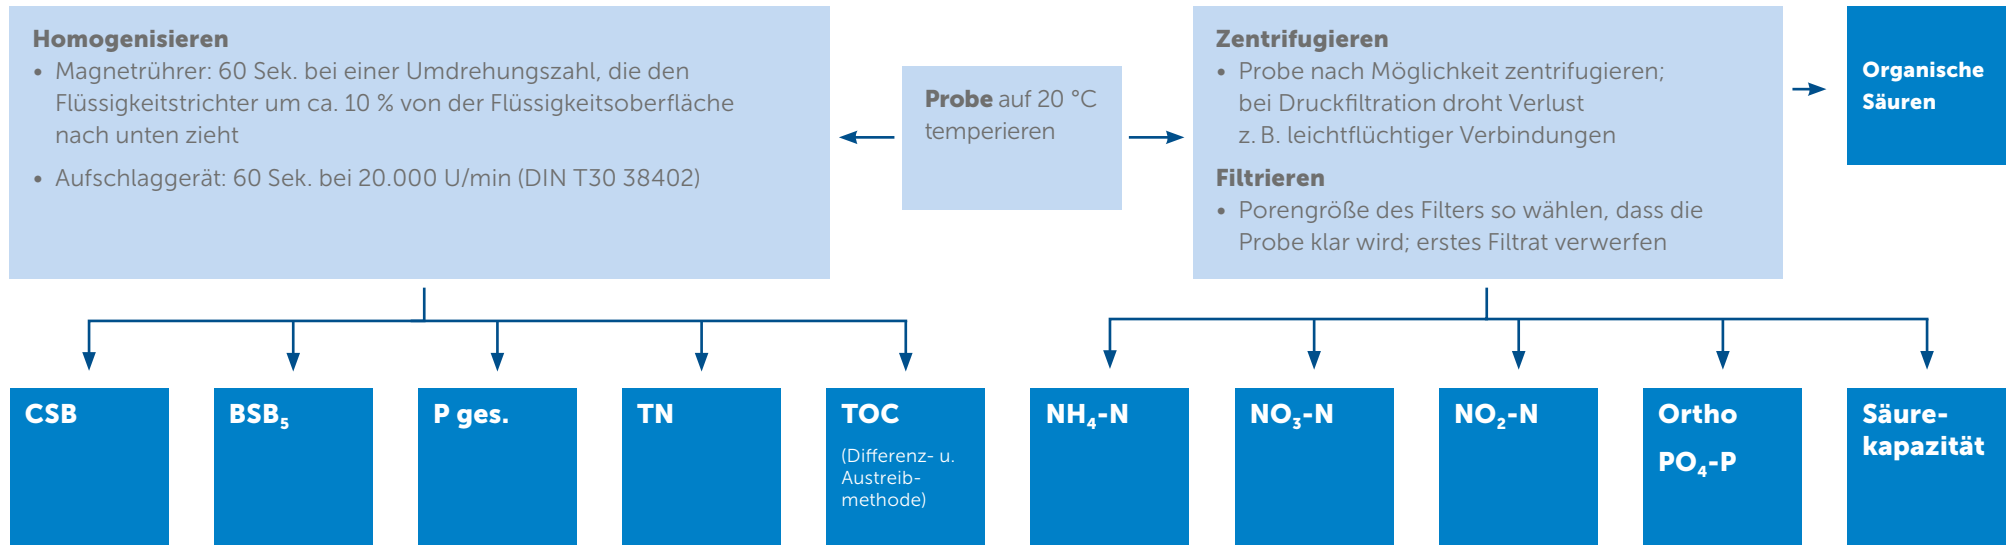 Homogenisieren
• Magnetrührer: 60 Sek. bei einer Umdrehungszahl, die den
Flüssigkeitstrichter um ca. 10 % von der Flüssigkeitsoberfläche
nach unten zieht
• Aufschlaggerät: 60 Sek. bei 20.000 U/min (DIN T30 38402)
Probe auf 20 °C
temperieren
Zentrifugieren
• Probe nach Möglichkeit zentrifugieren;
bei Druckfiltration droht Verlust
z. B. leichtflüchtiger Verbindungen
Filtrieren
• Porengröße des Filters so wählen, dass die
Probe klar wird; erstes Filtrat verwerfen
Organische
Säuren
CSB
BSB₅
P ges.
TN
TOC
(Differenz- u.
Austreib-
methode)
NH₄-N
NO₃-N
NO₂-N
Ortho
PO₄-P
Säure-
kapazität